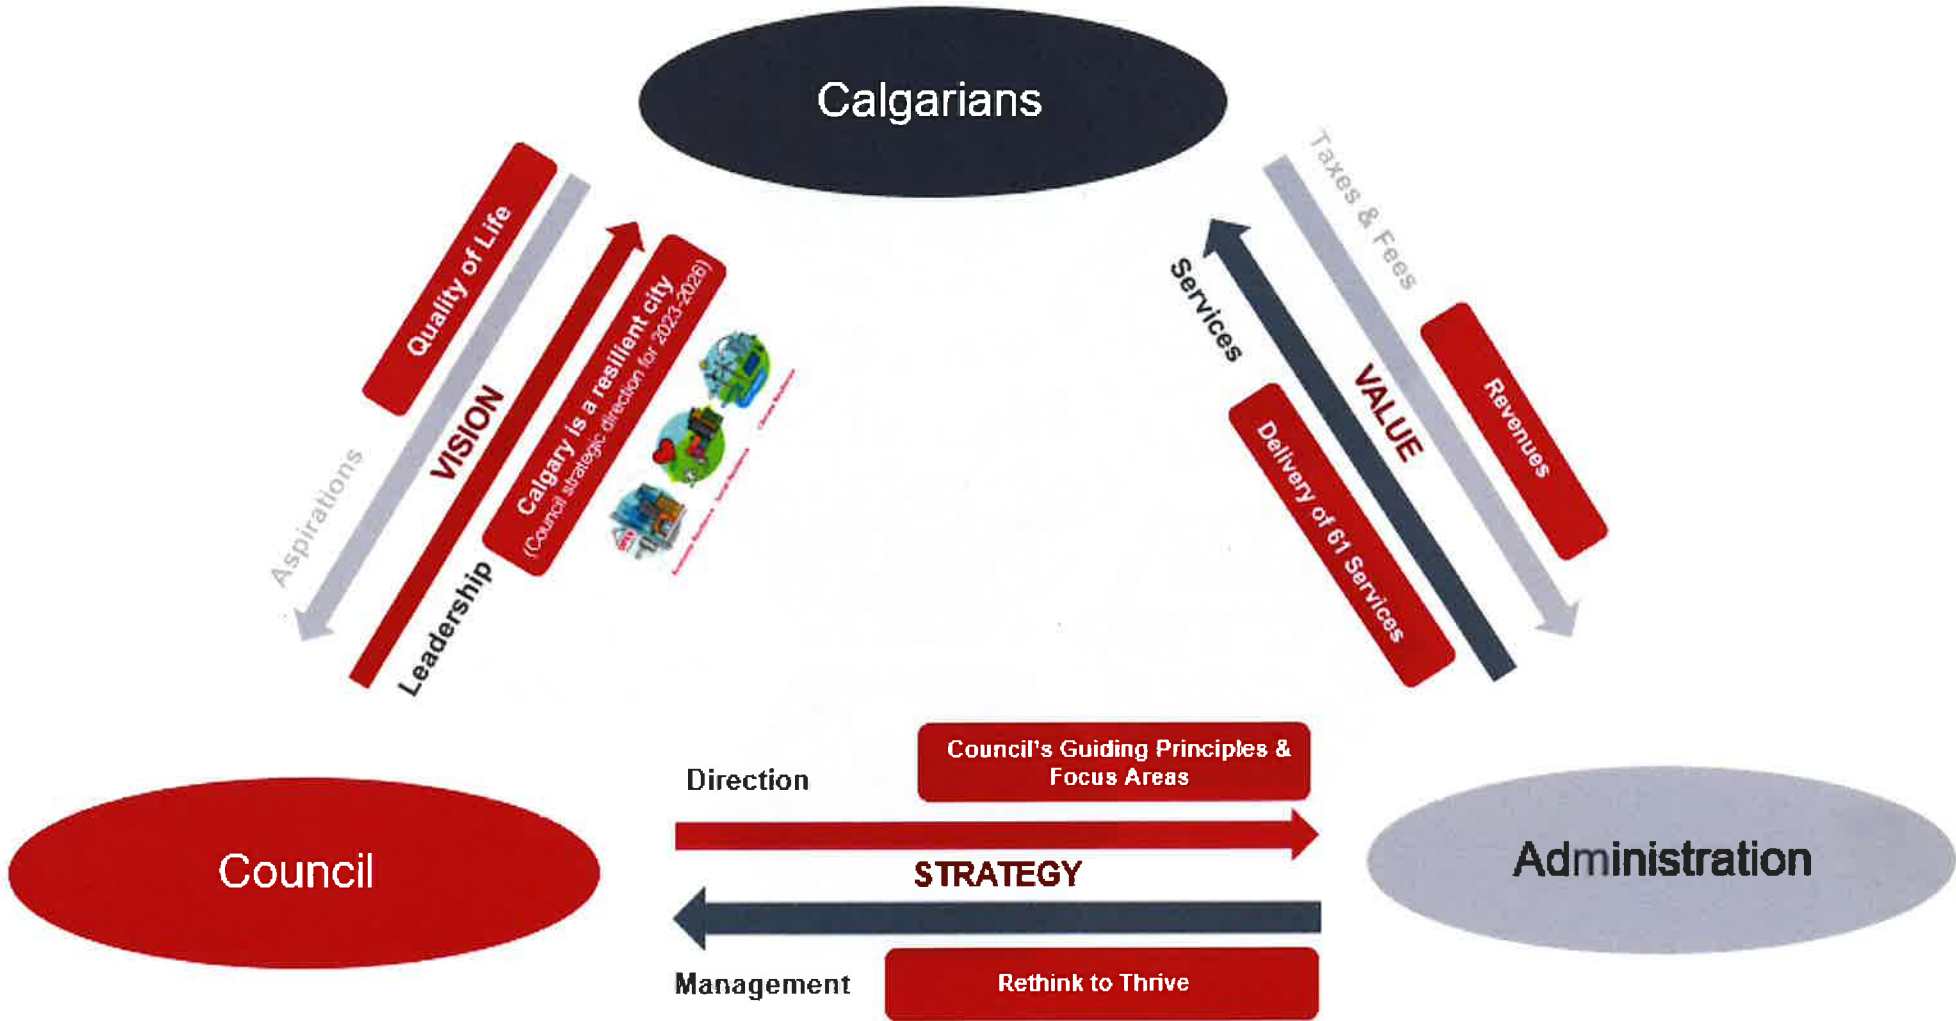 Calgarians
Quality of Life
Aspirations
VISION
Leadership
Calgary is a resilient city
(Council strategic direction for 2023-2026)
Taxes & Fees
Services
VALUE
Revenues
Delivery of 61 Services
Council
Direction
Council's Guiding Principles &
Focus Areas
STRATEGY
Management
Rethink to Thrive
Administration